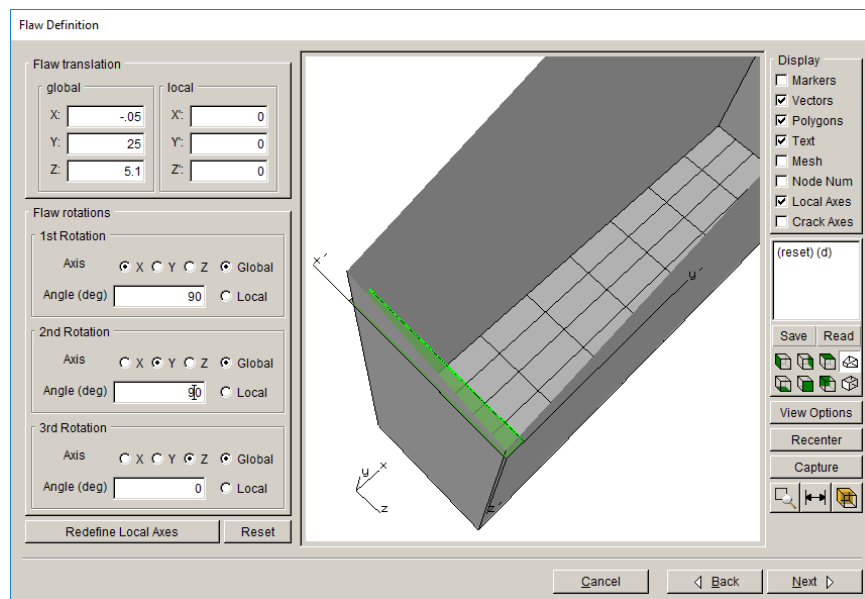 Flaw Definition
Flaw translation
global
local
X: -.05
X': 0
Y: 25
Y': 0
Z: 5.1
Z': 0
Flaw rotations
1st Rotation
Axis X Y Z Global
Angle (deg) 90 Local
2nd Rotation
Axis X Y Z Global
Angle (deg) 90 Local
3rd Rotation
Axis X Y Z Global
Angle (deg) 0 Local
Redefine Local Axes
Reset
x'
y'
z'
y
x
z
Display
Markers
Vectors
Polygons
Text
Mesh
Node Num
Local Axes
Crack Axes
(reset) (d)
Save
Read
View Options
Recenter
Capture
Cancel
Back
Next